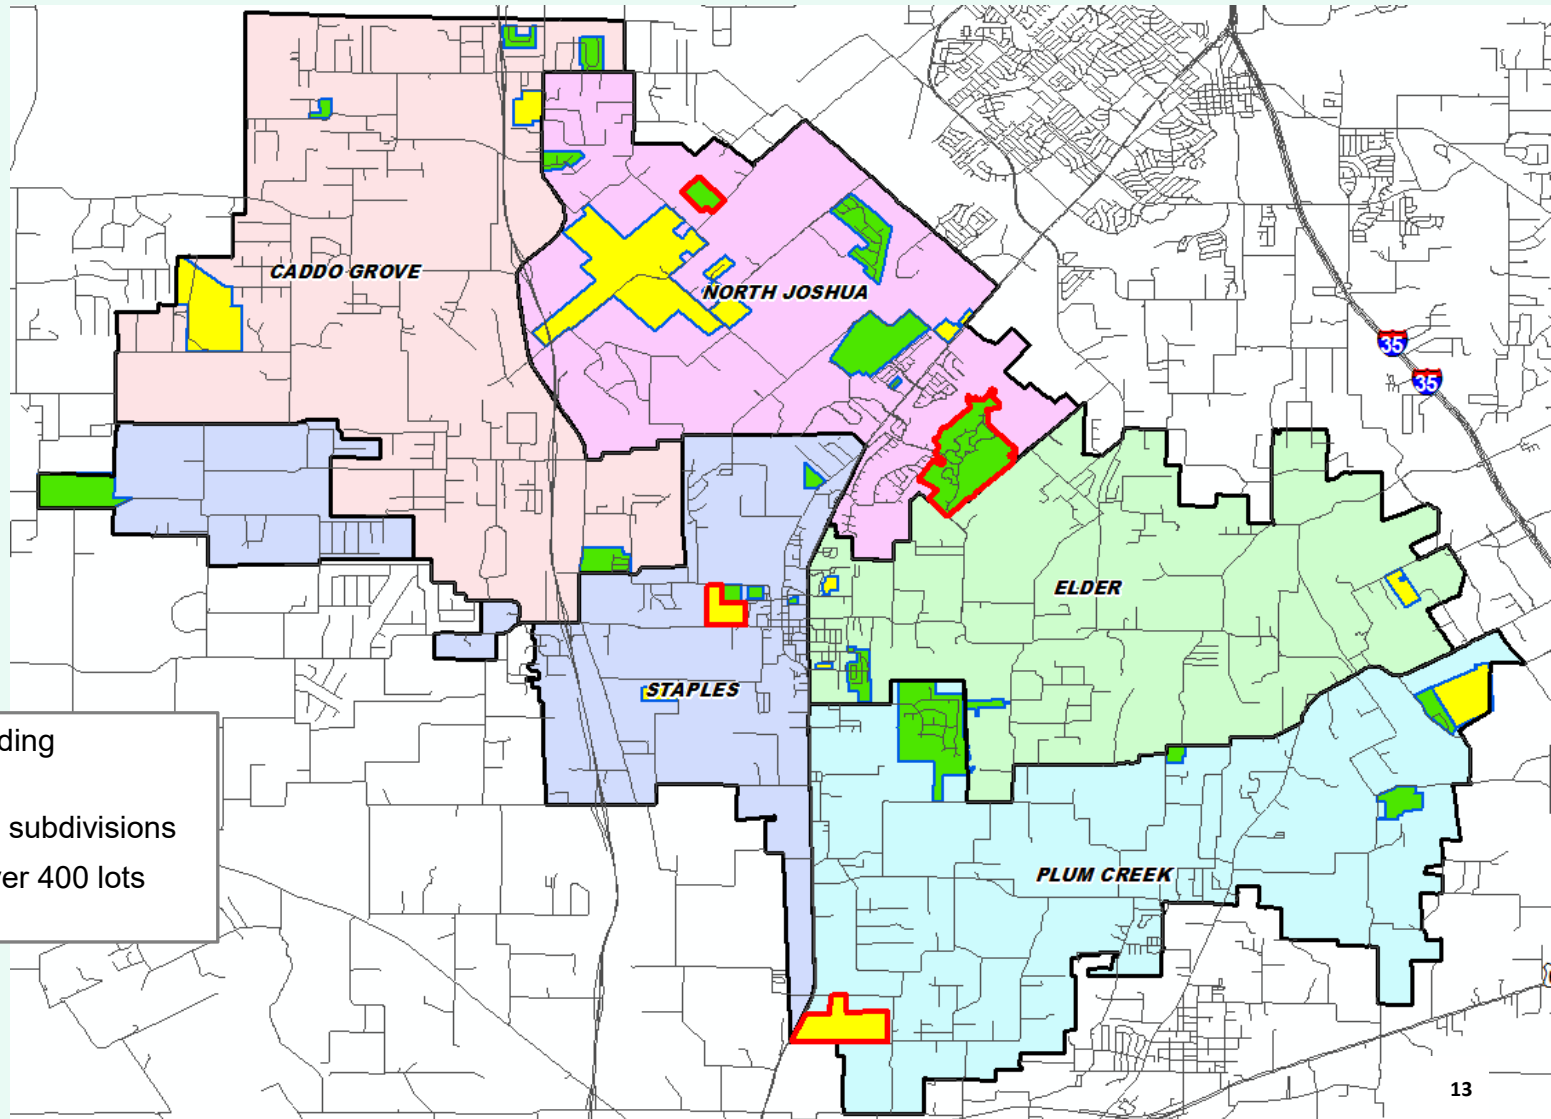 CADDO GROVE
NORTH JOSHUA
35
35
ELDER
STAPLES
ding
subdivisions
er 400 lots
PLUM CREEK
13